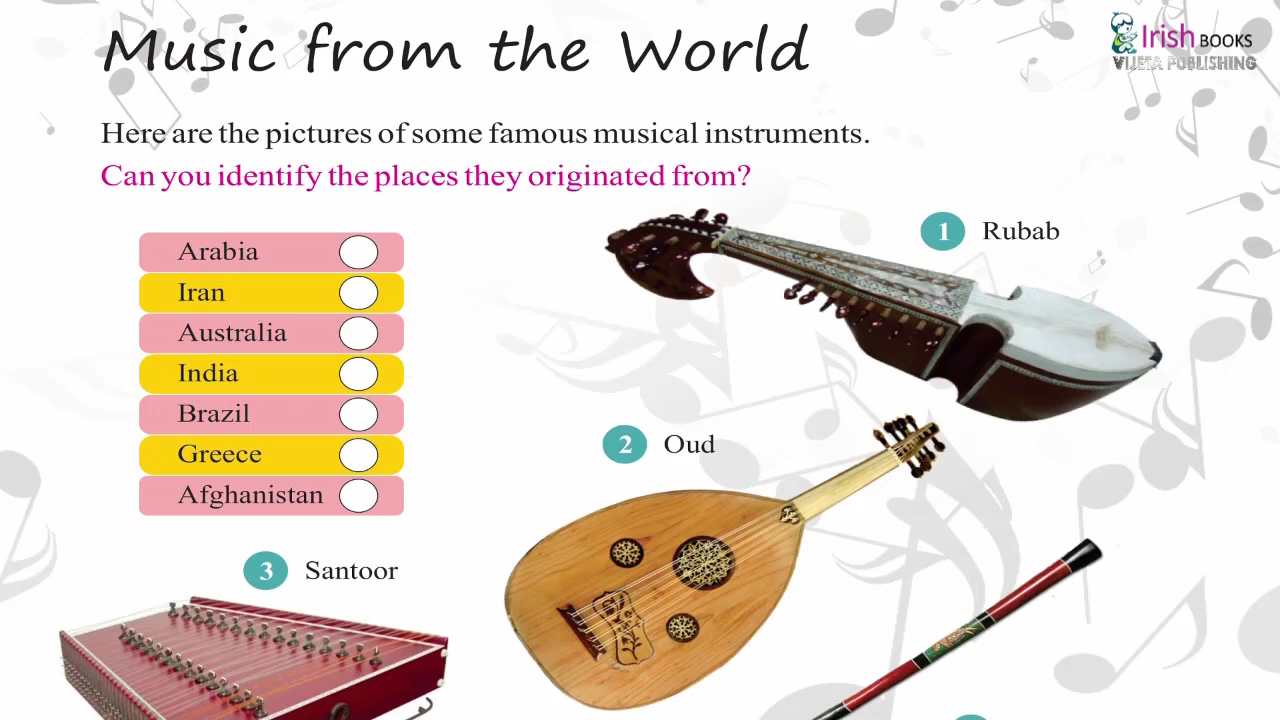 Music from the World
Irish BOOKS
VIJETA PUBLISHING
Here are the pictures of some famous musical instruments.
Can you identify the places they originated from?
Arabia
Iran
Australia
India
Brazil
Greece
Afghanistan
1 Rubab
2 Oud
3 Santoor